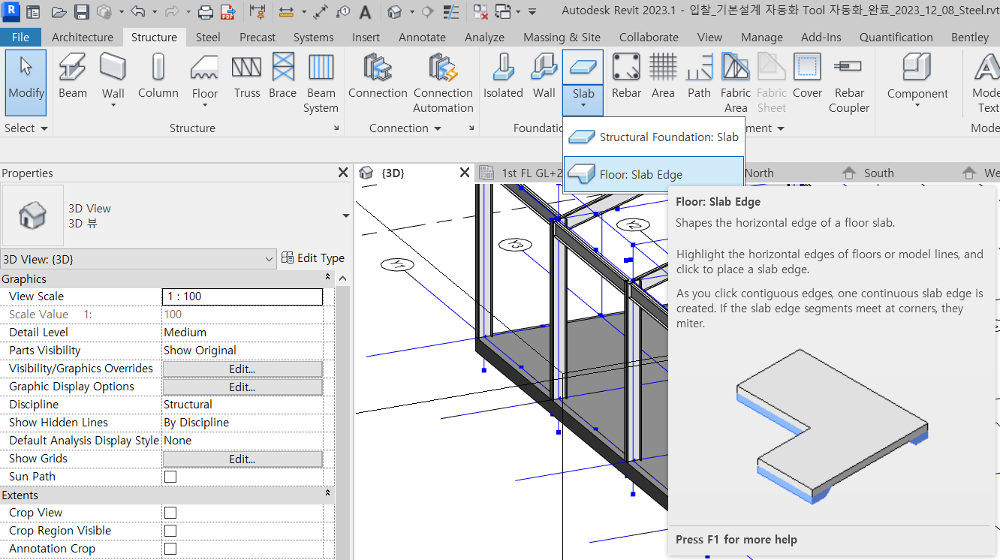 Autodesk Revit 2023.1 - 입찰_기본설계 자동화 Tool 자동화_완료_2023_12_08_Steel.rvt
File Architecture Structure Steel Precast Systems Insert Annotate Analyze Massing & Site Collaborate View Manage Add-Ins Quantification Bentley
Modify Beam Wall Column Floor Truss Brace Beam System Connection Connection Automation Isolated Wall Slab Rebar Area Path Fabric Area Fabric Sheet Cover Rebar Coupler Component Mode Text
Select Structure Connection Foundatio ment Mode
Structural Foundation: Slab
Floor: Slab Edge
Properties
{3D} 1st FL GL+2 North South We
3D View
3D 뷰
3D View: {3D} Edit Type
Graphics
View Scale 1 : 100
Scale Value 1: 100
Detail Level Medium
Parts Visibility Show Original
Visibility/Graphics Overrides Edit...
Graphic Display Options Edit...
Discipline Structural
Show Hidden Lines By Discipline
Default Analysis Display Style None
Show Grids Edit...
Sun Path
Extents
Crop View
Crop Region Visible
Annotation Crop
Y1
Y3
Y2
Floor: Slab Edge
Shapes the horizontal edge of a floor slab.
Highlight the horizontal edges of floors or model lines, and
click to place a slab edge.
As you click contiguous edges, one continuous slab edge is
created. If the slab edge segments meet at corners, they
miter.
Press F1 for more help